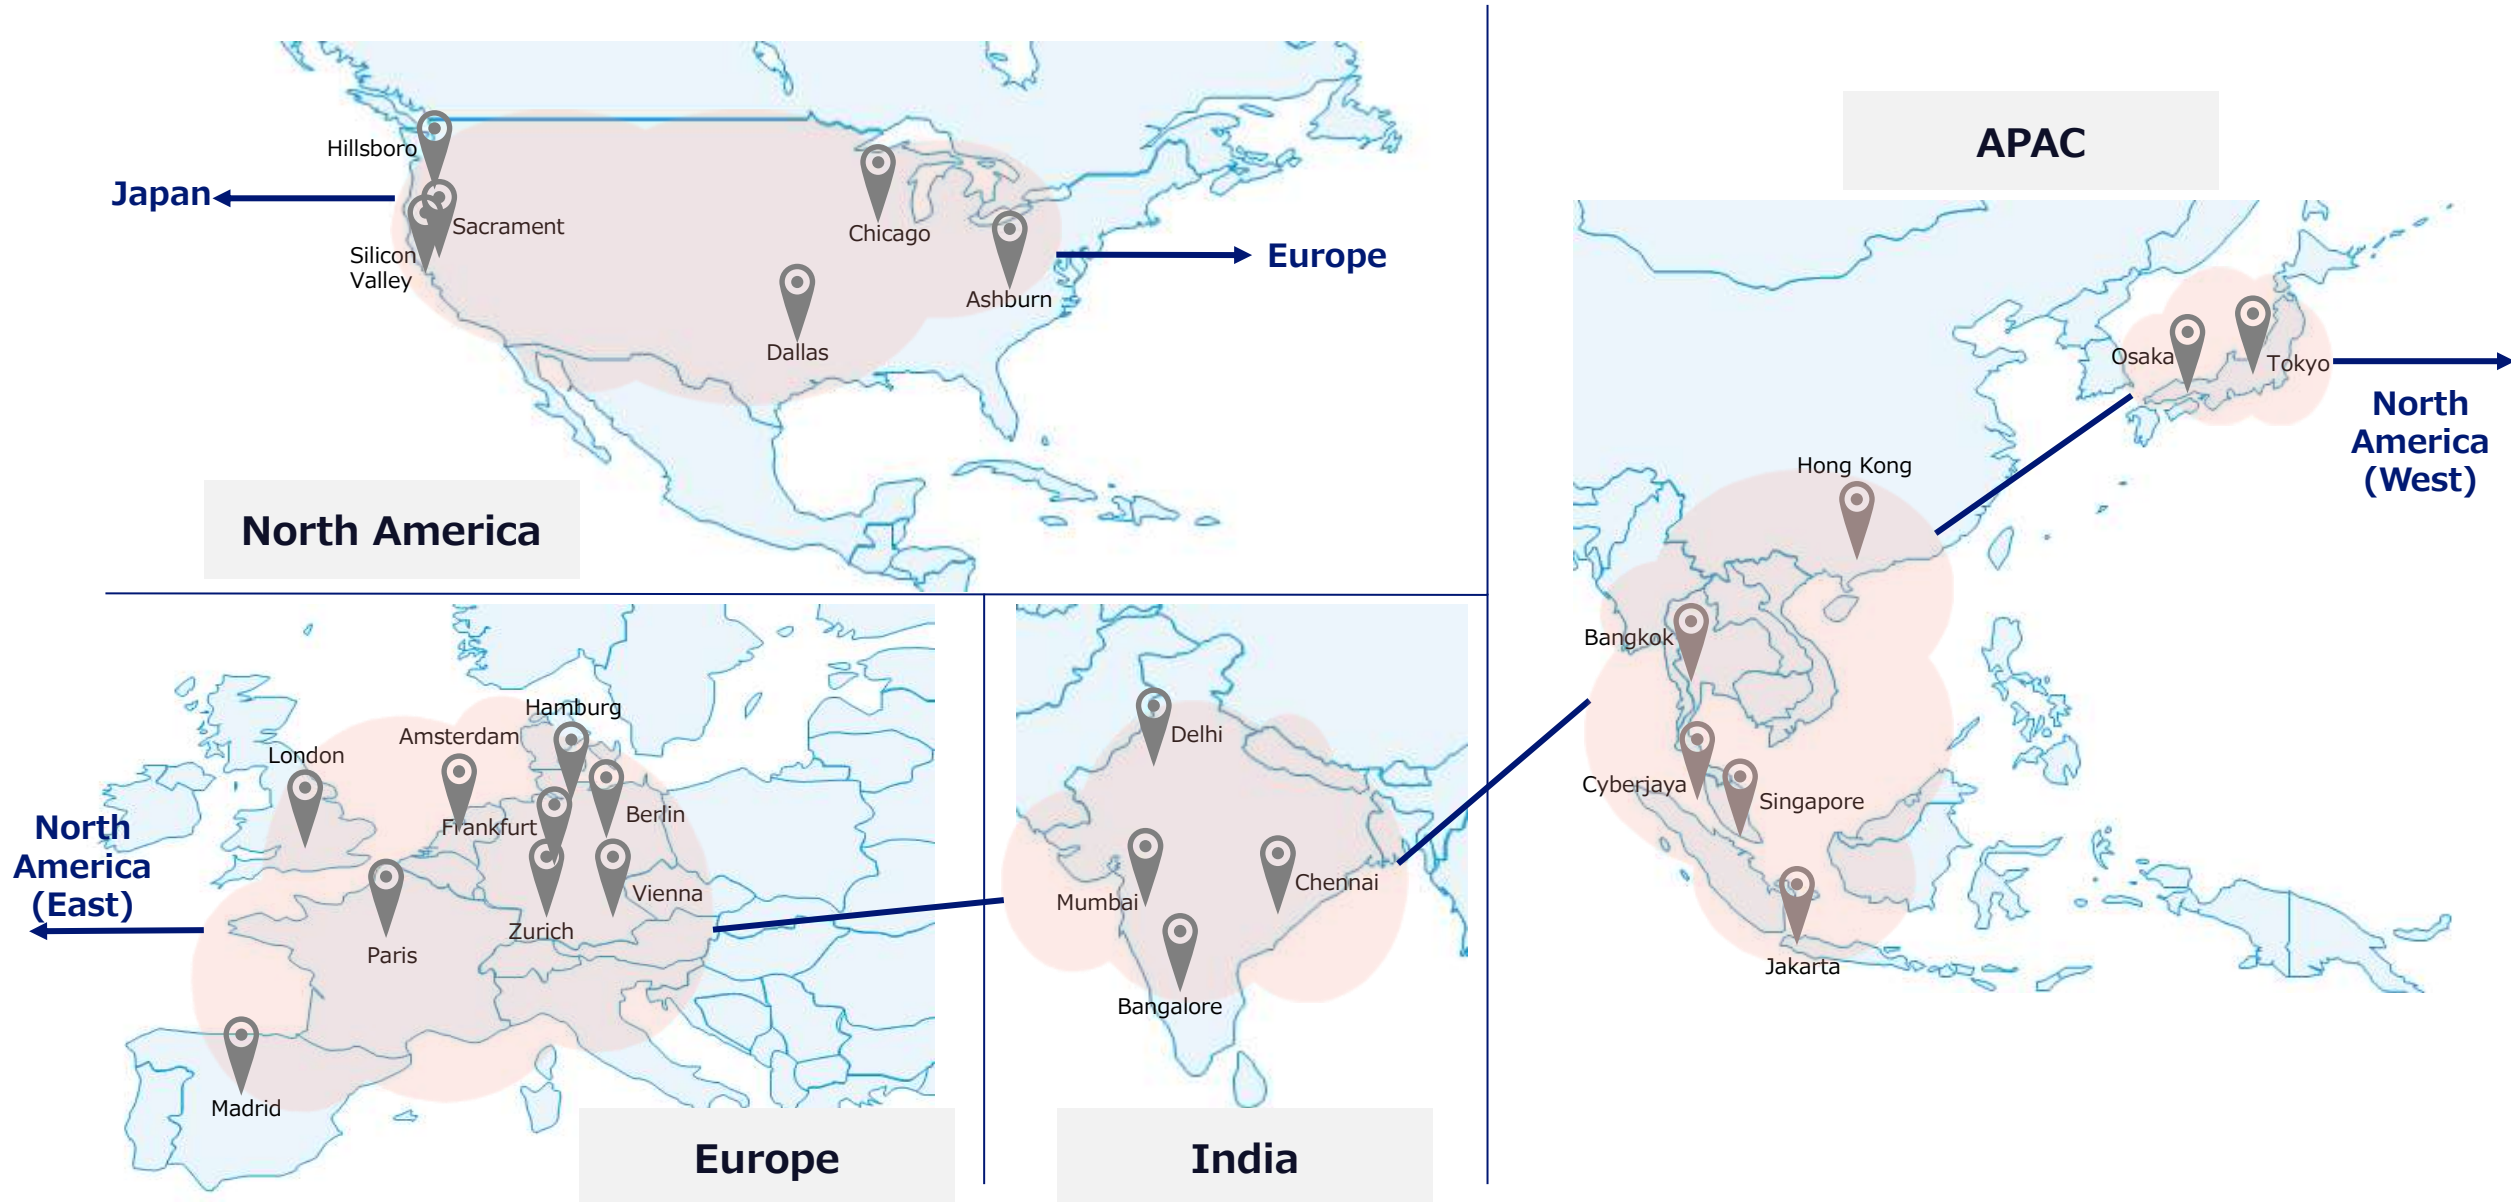 Hillsboro
Japan
Sacrament
Silicon
Valley
Chicago
Europe
Ashburn
Dallas
North America
APAC
Osaka
Tokyo
North
America
(West)
Hong Kong
Bangkok
Cyberjaya
Singapore
Jakarta
Hamburg
Amsterdam
London
Frankfurt
Berlin
North
America
(East)
Vienna
Zurich
Paris
Madrid
Europe
Delhi
Mumbai
Chennai
Bangalore
India